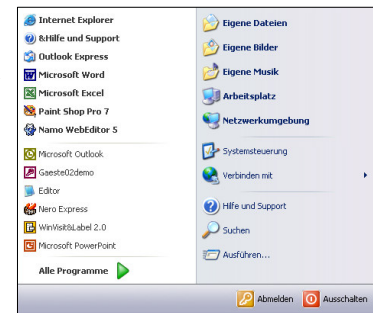 Internet Explorer
&Hilfe und Support
Outlook Express
Microsoft Word
Microsoft Excel
Paint Shop Pro 7
Namo WebEditor 5
Microsoft Outlook
Gaeste02demo
Editor
Nero Express
WinVisit&Label 2.0
Microsoft PowerPoint
Alle Programme
Eigene Dateien
Eigene Bilder
Eigene Musik
Arbeitsplatz
Netzwerkumgebung
Systemsteuerung
Verbinden mit
Hilfe und Support
Suchen
Ausführen...
Abmelden Ausschalten